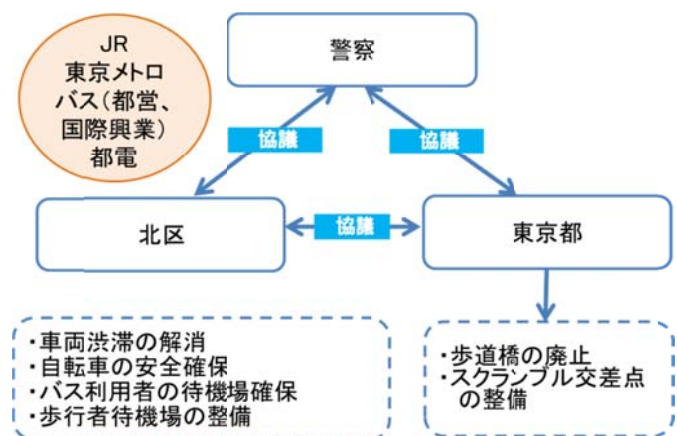 JR
東京メトロ
バス(都営、
国際興業)
都電
警察
協議
協議
北区
協議
東京都
・車両渋滞の解消
・自転車の安全確保
・バス利用者の待機場確保
・歩行者待機場の整備
・歩道橋の廃止
・スクランブル交差点
の整備